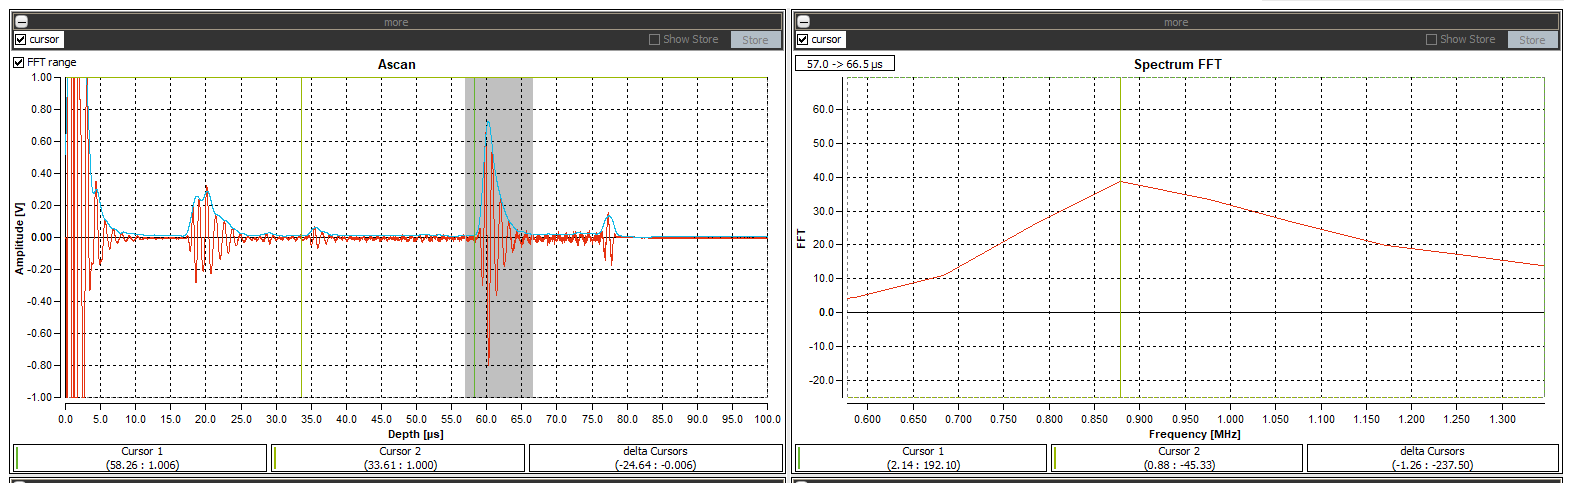 more
cursor
Show Store
Store
FFT range
Ascan
1.00
0.80
0.60
0.40
0.20
0.00
-0.20
-0.40
-0.60
-0.80
-1.00
Amplitude [V]
0.0 5.0 10.0 15.0 20.0 25.0 30.0 35.0 40.0 45.0 50.0 55.0 60.0 65.0 70.0 75.0 80.0 85.0 90.0 95.0 100.0
Depth [µs]
Cursor 1
(58.26 : 1.006)
Cursor 2
(33.61 : 1.000)
delta Cursors
(-24.64 : -0.006)
more
cursor
Show Store
Store
57.0 -> 66.5 µs
Spectrum FFT
60.0
50.0
40.0
30.0
20.0
10.0
0.0
-10.0
-20.0
FFT
0.600 0.650 0.700 0.750 0.800 0.850 0.900 0.950 1.000 1.050 1.100 1.150 1.200 1.250 1.300
Frequency [MHz]
Cursor 1
(2.14 : 192.10)
Cursor 2
(0.88 : -45.33)
delta Cursors
(-1.26 : -237.50)